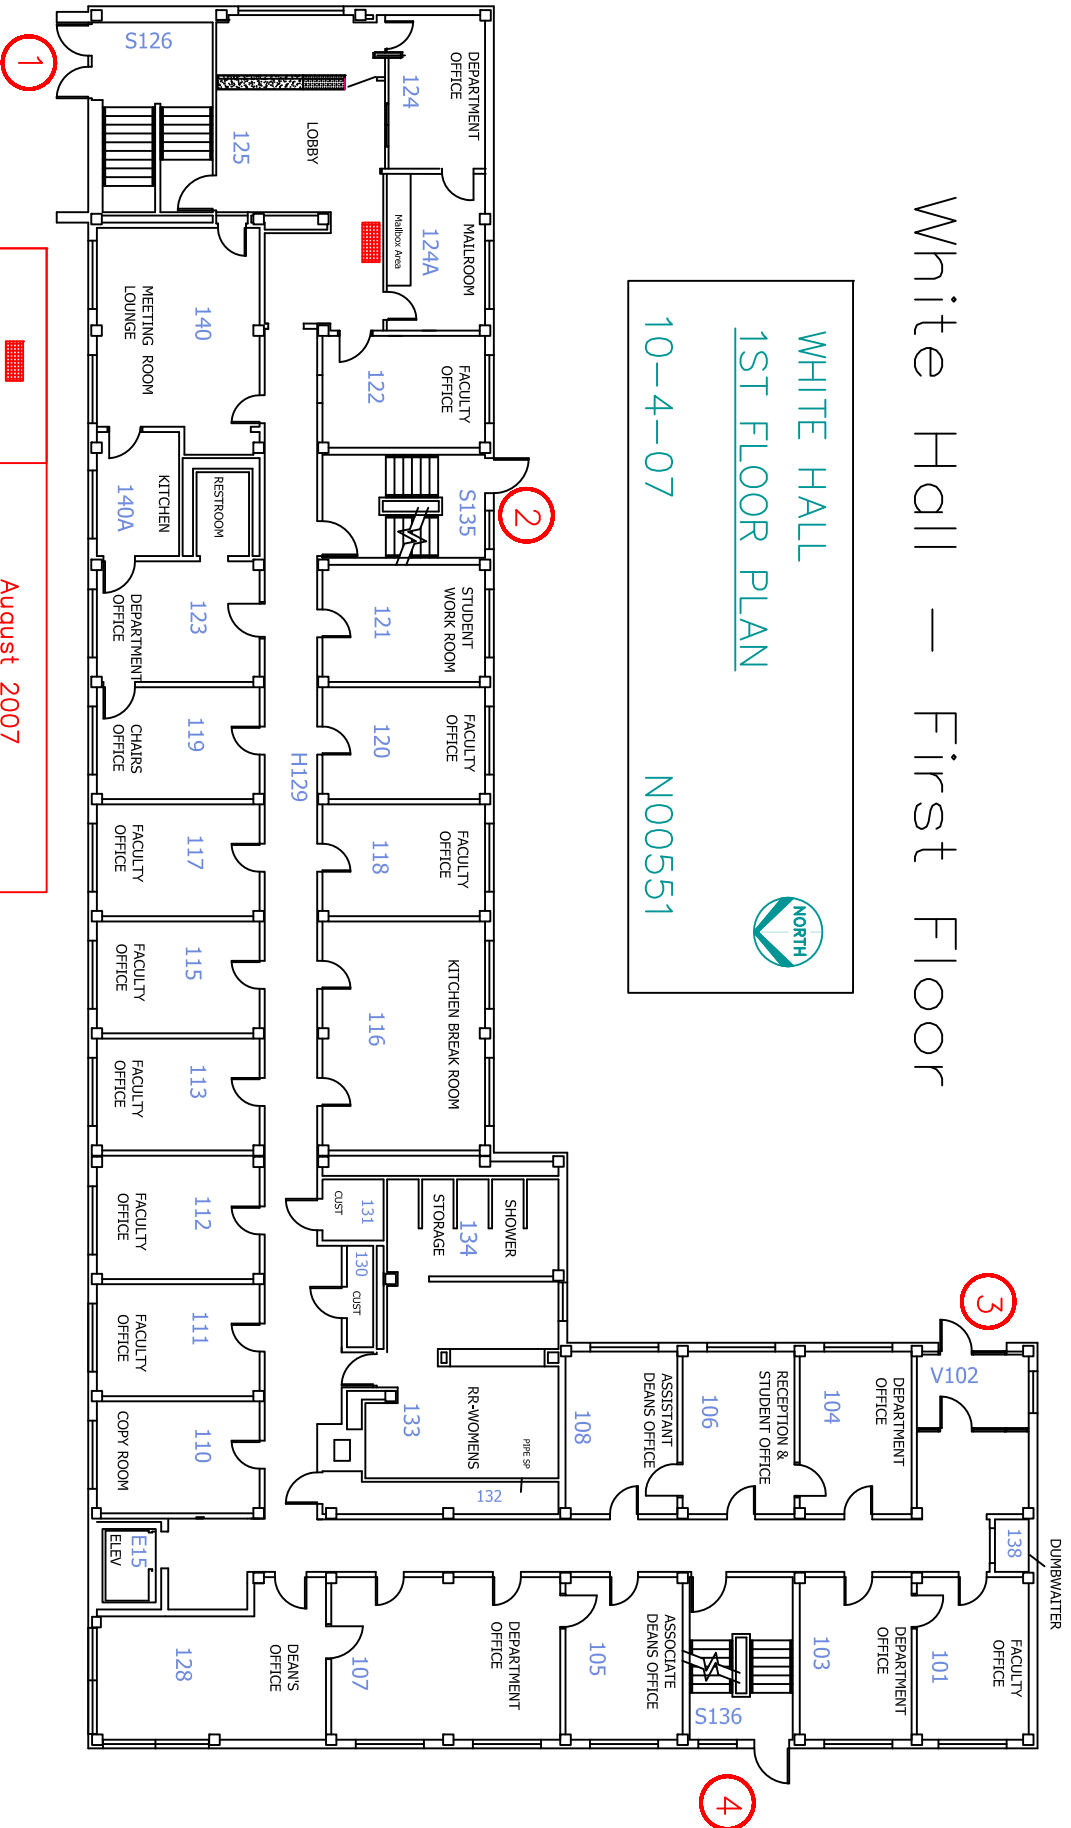 White Hall — First Floor
WHITE HALL
1ST FLOOR PLAN
10-4-07
N00551
NORTH
1
S126
DEPARTMENT
OFFICE
124
LOBBY
125
MAILROOM
124A
Mailbox Area
140
MEETING ROOM
LOUNGE
FACULTY
OFFICE
122
2
S135
KITCHEN
140A
RESTROOM
STUDENT
WORK ROOM
121
123
DEPARTMENT
OFFICE
FACULTY
OFFICE
120
119
CHAIRS
OFFICE
H129
FACULTY
OFFICE
118
117
FACULTY
OFFICE
115
FACULTY
OFFICE
KITCHEN BREAK ROOM
116
113
FACULTY
OFFICE
112
FACULTY
OFFICE
131
CUST
SHOWER
134
STORAGE
130
CUST
111
FACULTY
OFFICE
110
COPY ROOM
133
RR-WOMENS
PIPE SP
132
3
V102
DEPARTMENT
OFFICE
104
RECEPTION &
STUDENT OFFICE
106
ASSISTANT
DEANS OFFICE
108
138
DUMBWAITER
E15
ELEV
FACULTY
OFFICE
101
DEPARTMENT
OFFICE
103
S136
ASSOCIATE
DEANS OFFICE
105
DEPARTMENT
OFFICE
107
DEAN'S
OFFICE
128
4
August 2007